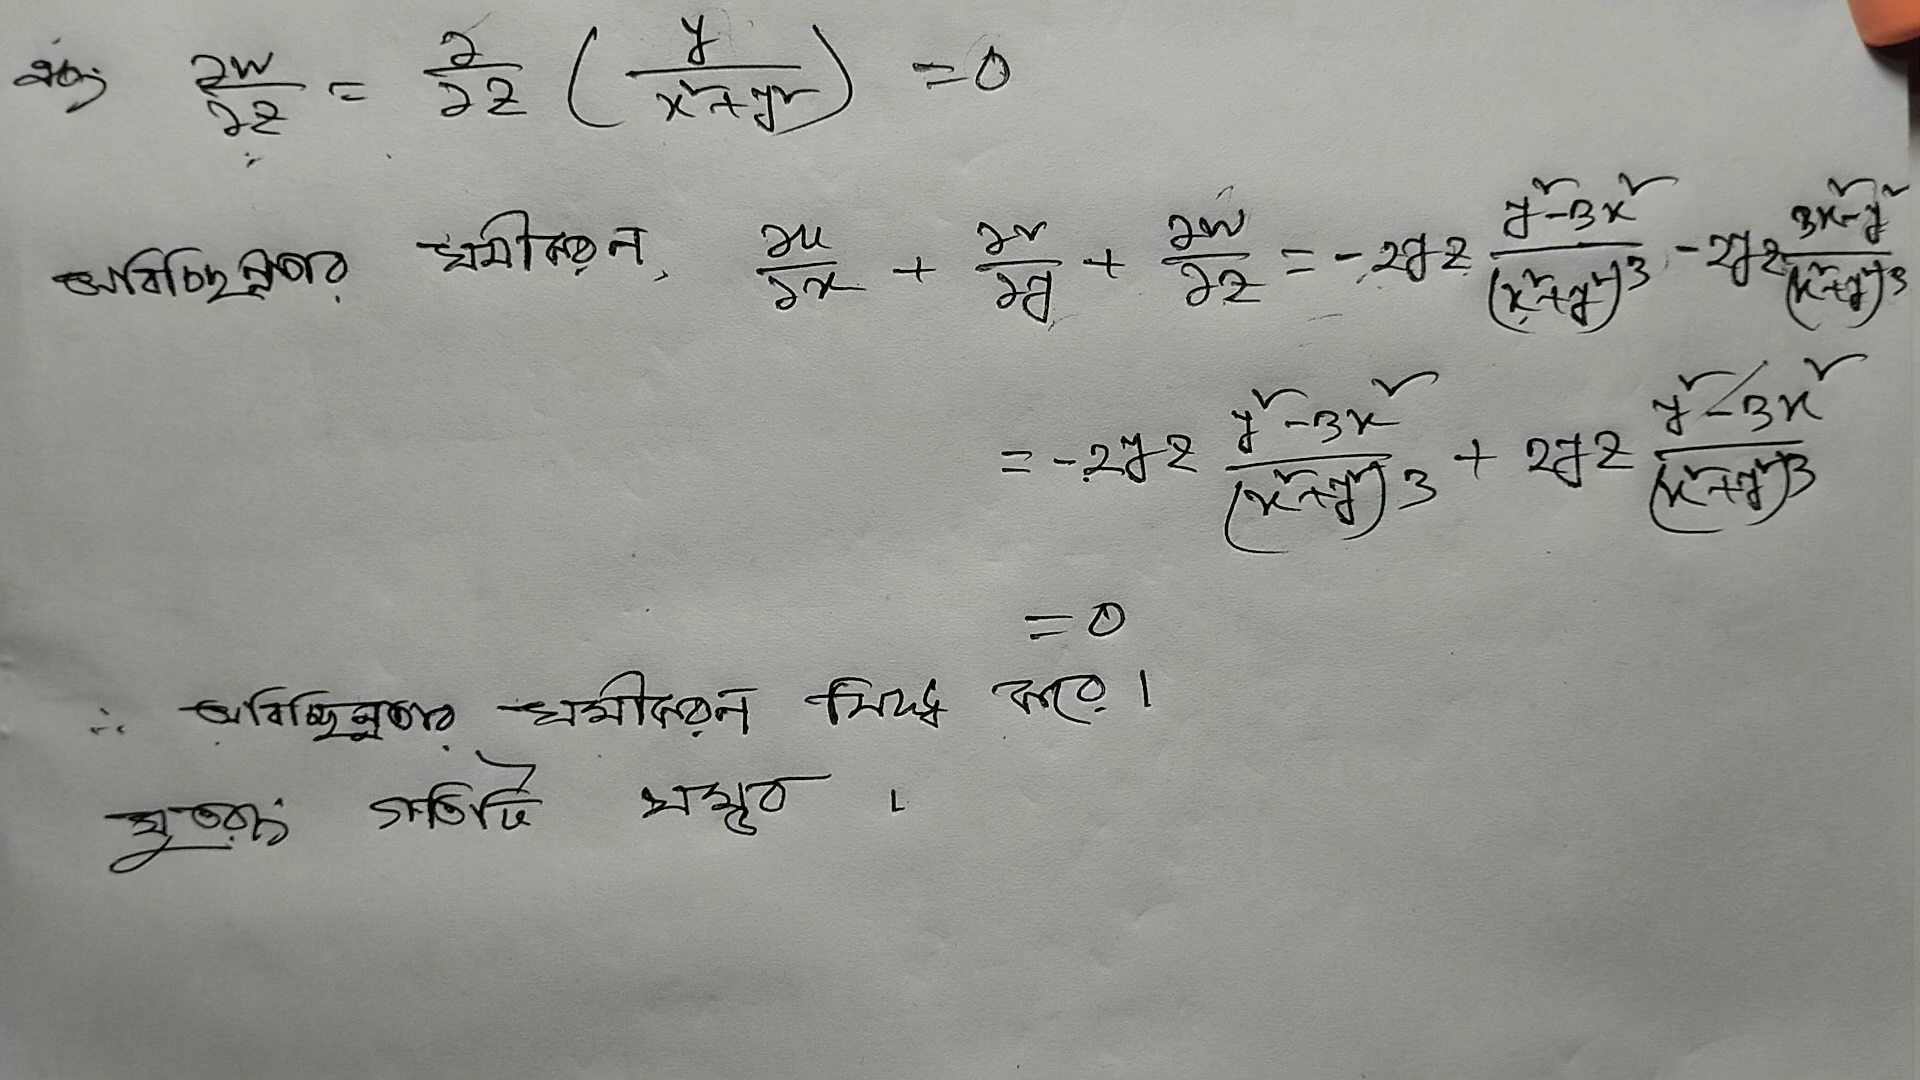 এবং ∂w/∂z = ∂/∂z (y/(x²+y²)) = 0
অবিচ্ছিন্নতার সমীকরন, ∂u/∂x + ∂v/∂y + ∂w/∂z = -2yz (y²-3x²)/(x²+y²)³ - 2yz (3x²-y²)/(x²+y²)³
= -2yz (y²-3x²)/(x²+y²)³ + 2yz (y²-3x²)/(x²+y²)³
= 0
∴ অবিচ্ছিন্নতার সমীকরন সিদ্ধ করে।
সুতরাং গতিটি সম্ভব ।